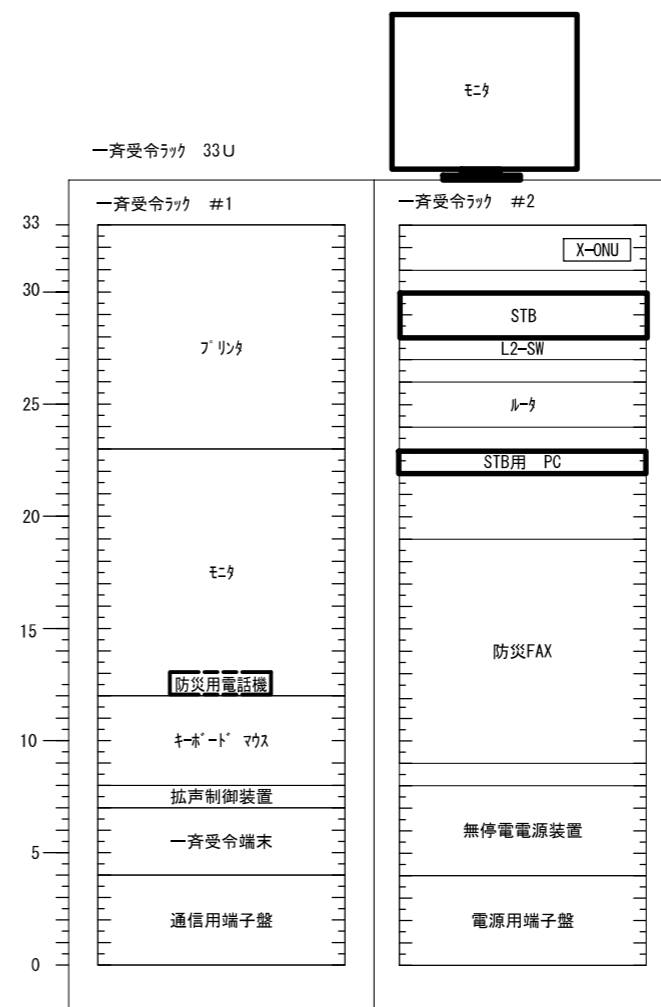 モニタ
一斉受令ラック 33U
一斉受令ラック #1
一斉受令ラック #2
33
30
25
20
15
10
5
0
プリンタ
モニタ
防災用電話機
キーボード マウス
拡声制御装置
一斉受令端末
通信用端子盤
X-ONU
STB
L2-SW
ルータ
STB用 PC
防災FAX
無停電電源装置
電源用端子盤